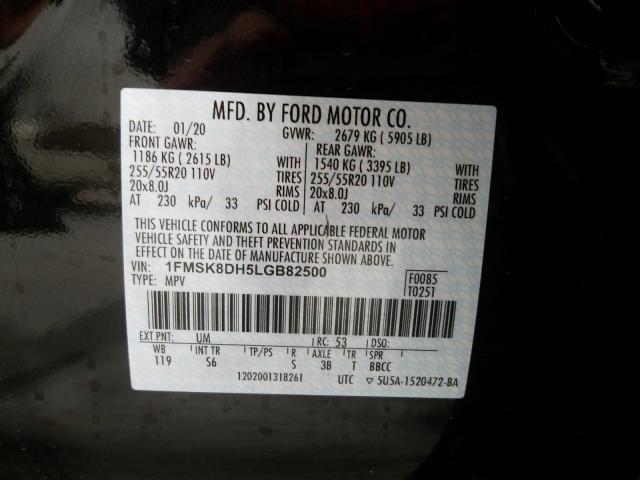 MFD. BY FORD MOTOR CO.
DATE: 01/20 GVWR: 2679 KG (5905 LB)
FRONT GAWR: REAR GAWR:
1186 KG (2615 LB) WITH 1540 KG (3395 LB) WITH
255/55R20 110V TIRES 255/55R20 110V TIRES
20x8.0J RIMS 20x8.0J RIMS
AT 230 kPa/ 33 PSI COLD AT 230 kPa/ 33 PSI COLD
THIS VEHICLE CONFORMS TO ALL APPLICABLE FEDERAL MOTOR
VEHICLE SAFETY AND THEFT PREVENTION STANDARDS IN
EFFECT ON THE DATE OF MANUFACTURE SHOWN ABOVE.
VIN: 1FMSK8DH5LGB82500 F0085
TYPE: MPV T0251
EXT PNT: UM RC: 53 DSO:
WB INT TR TP/PS R AXLE TR SPR
119 S6 S 3B T BBCC
1202001318261 UTC ▽ 5U5A-1520472-BA